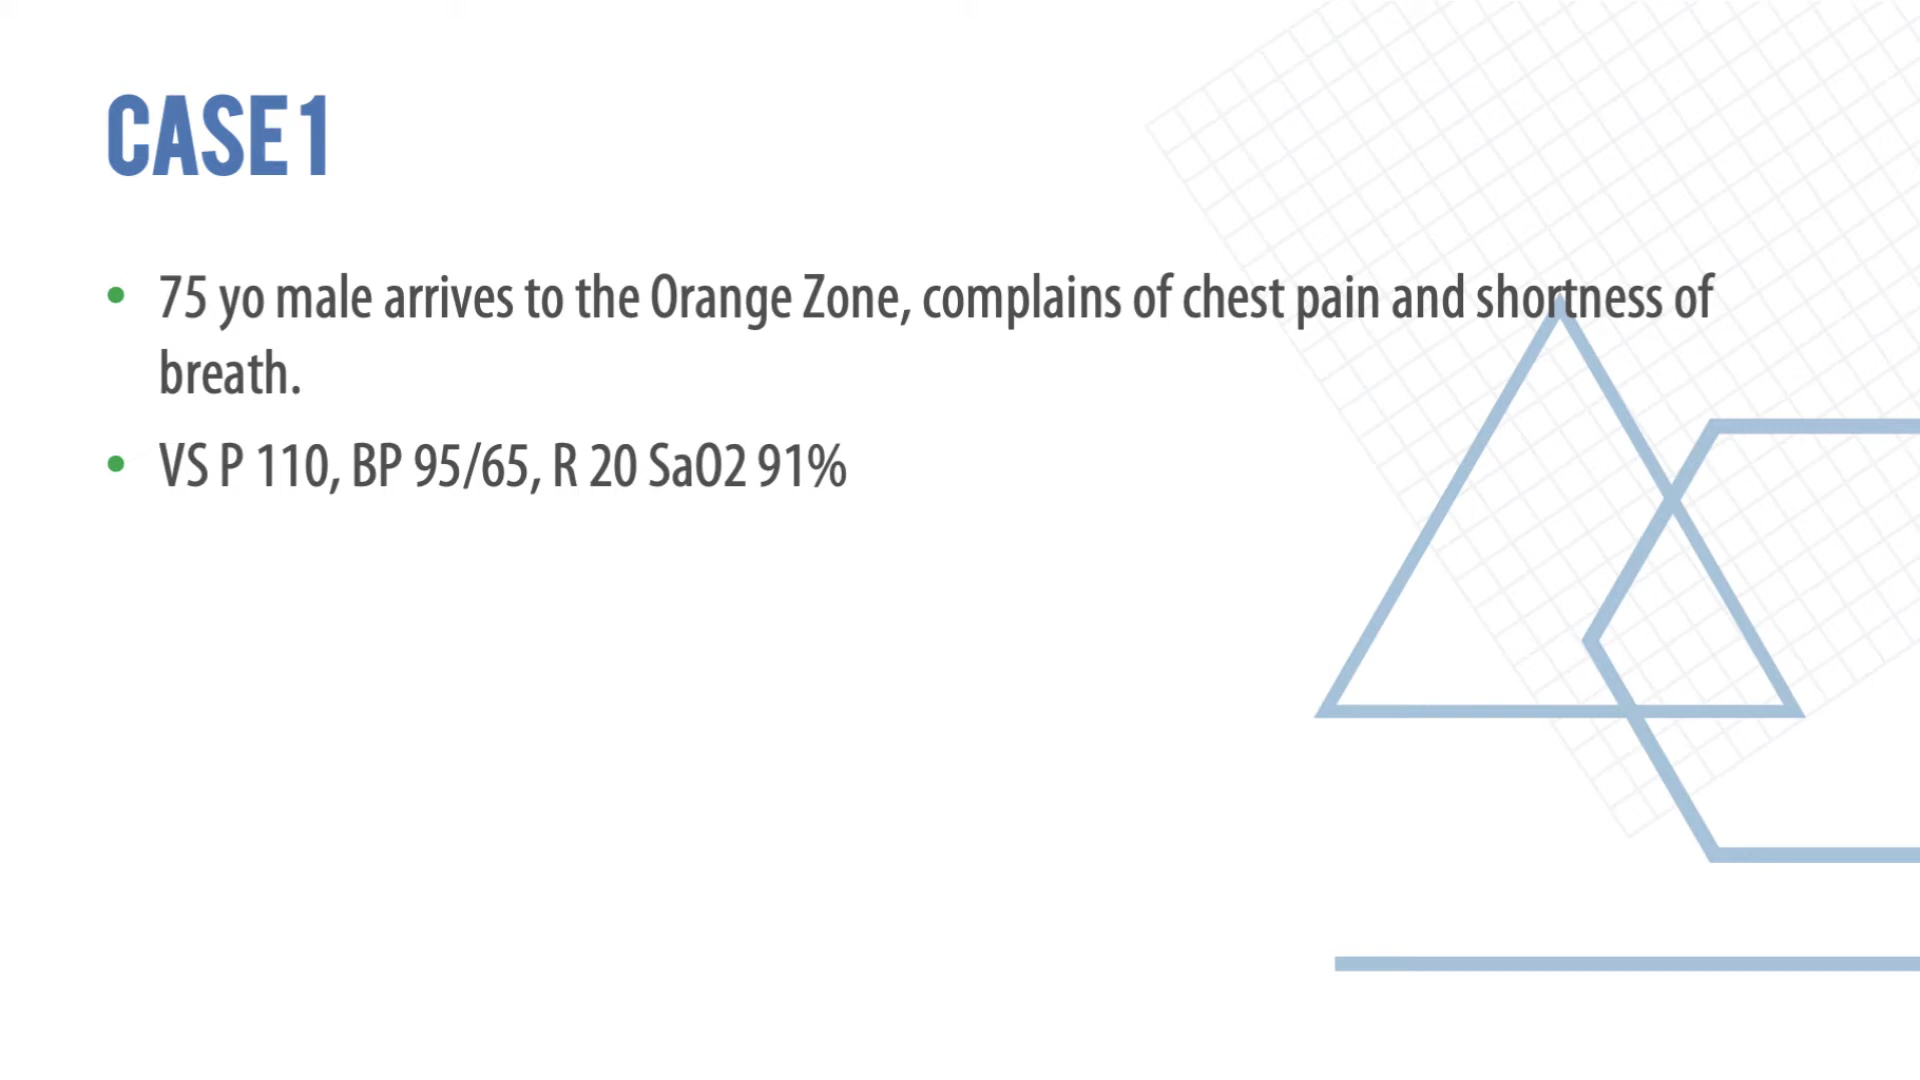 CASE 1
• 75 yo male arrives to the Orange Zone, complains of chest pain and shortness of
breath.
• VS P 110, BP 95/65, R 20 SaO2 91%